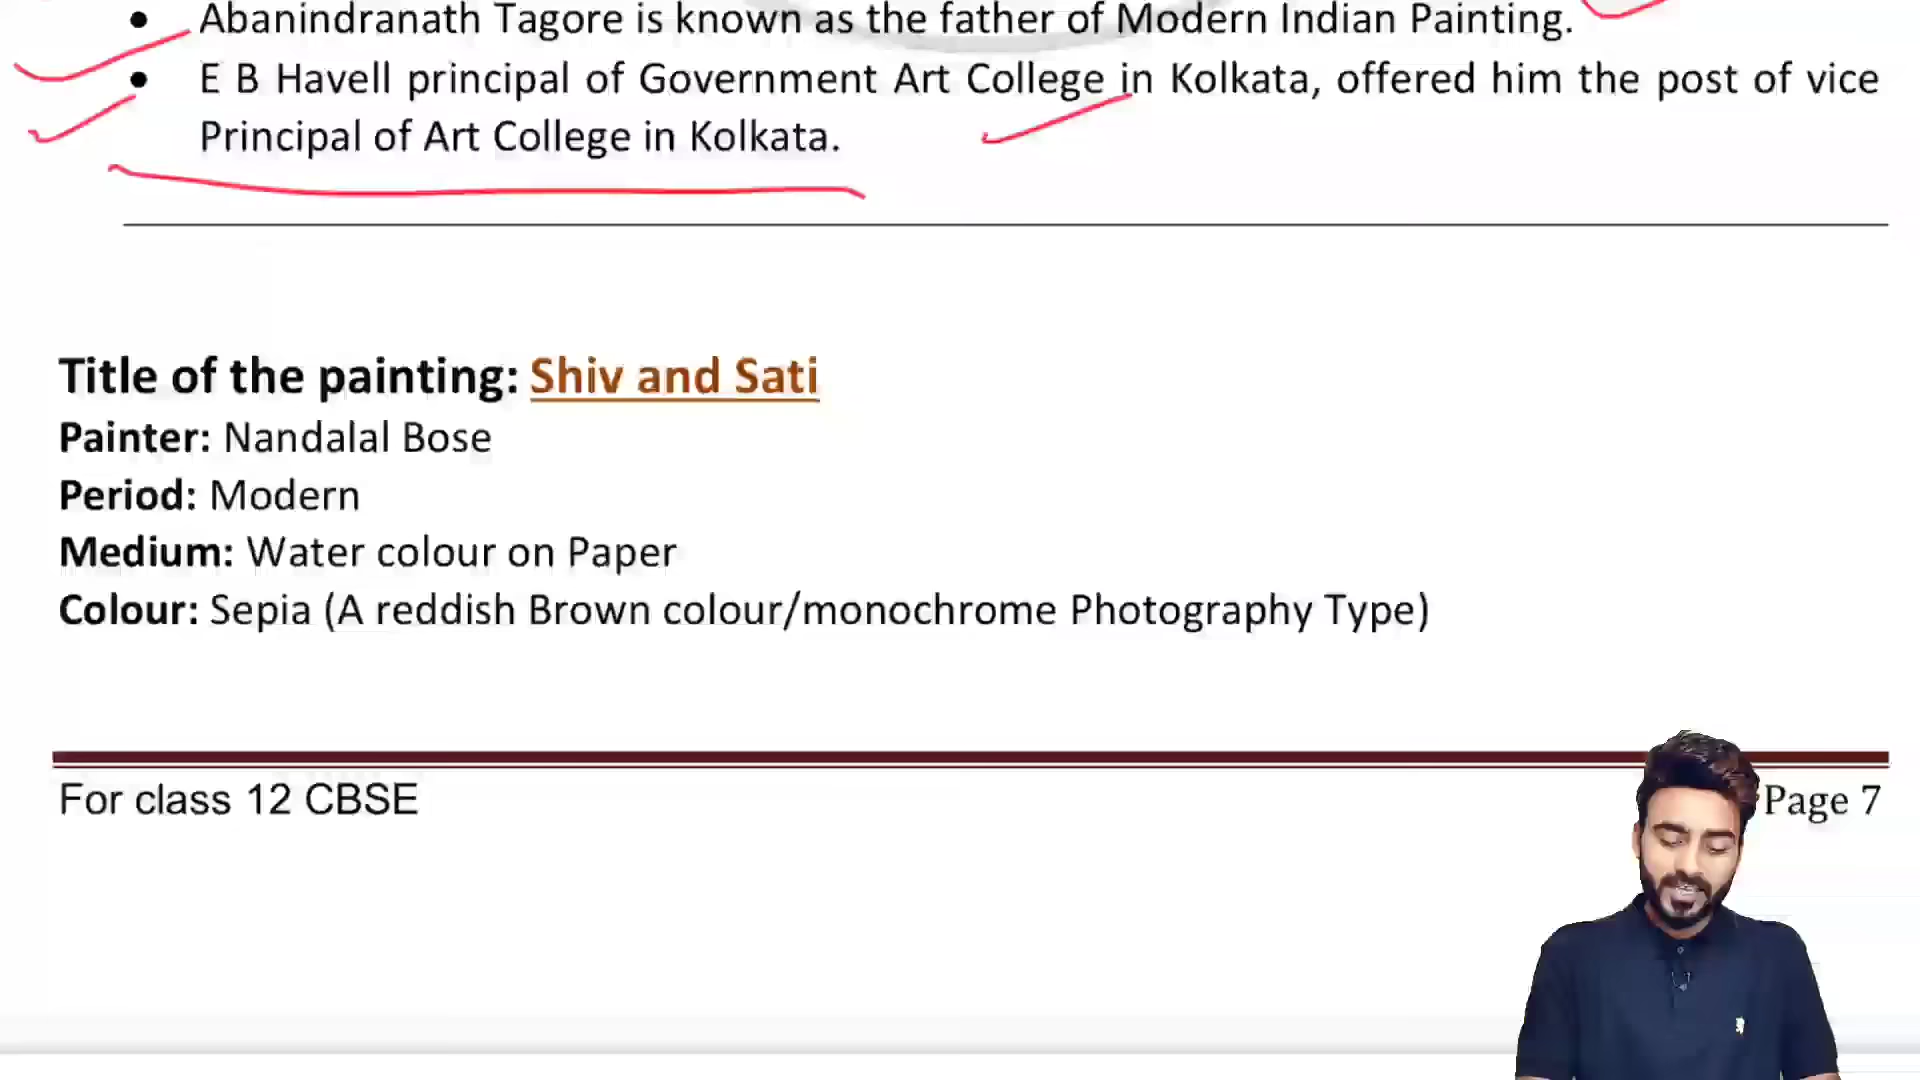 • Abanindranath Tagore is known as the father of Modern Indian Painting.
• E B Havell principal of Government Art College in Kolkata, offered him the post of vice
Principal of Art College in Kolkata.
Title of the painting: Shiv and Sati
Painter: Nandalal Bose
Period: Modern
Medium: Water colour on Paper
Colour: Sepia (A reddish Brown colour/monochrome Photography Type)
For class 12 CBSE
Page 7